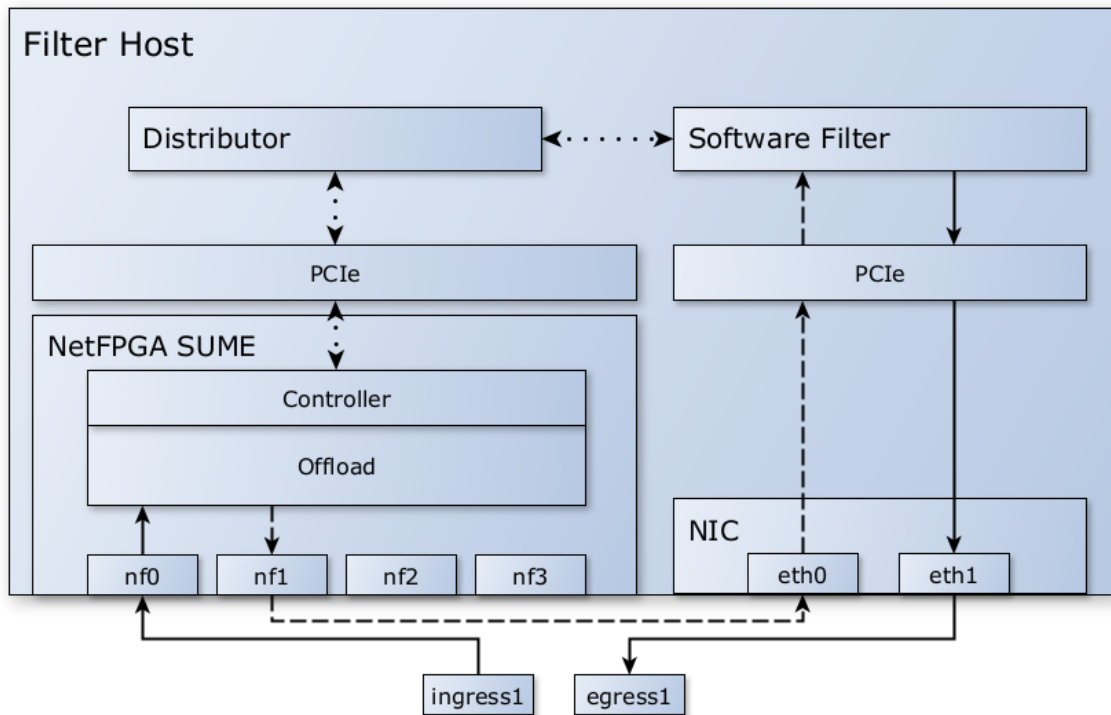 Filter Host
Distributor
Software Filter
PCIe
PCIe
NetFPGA SUME
Controller
Offload
NIC
nf0
nf1
nf2
nf3
eth0
eth1
ingress1
egress1